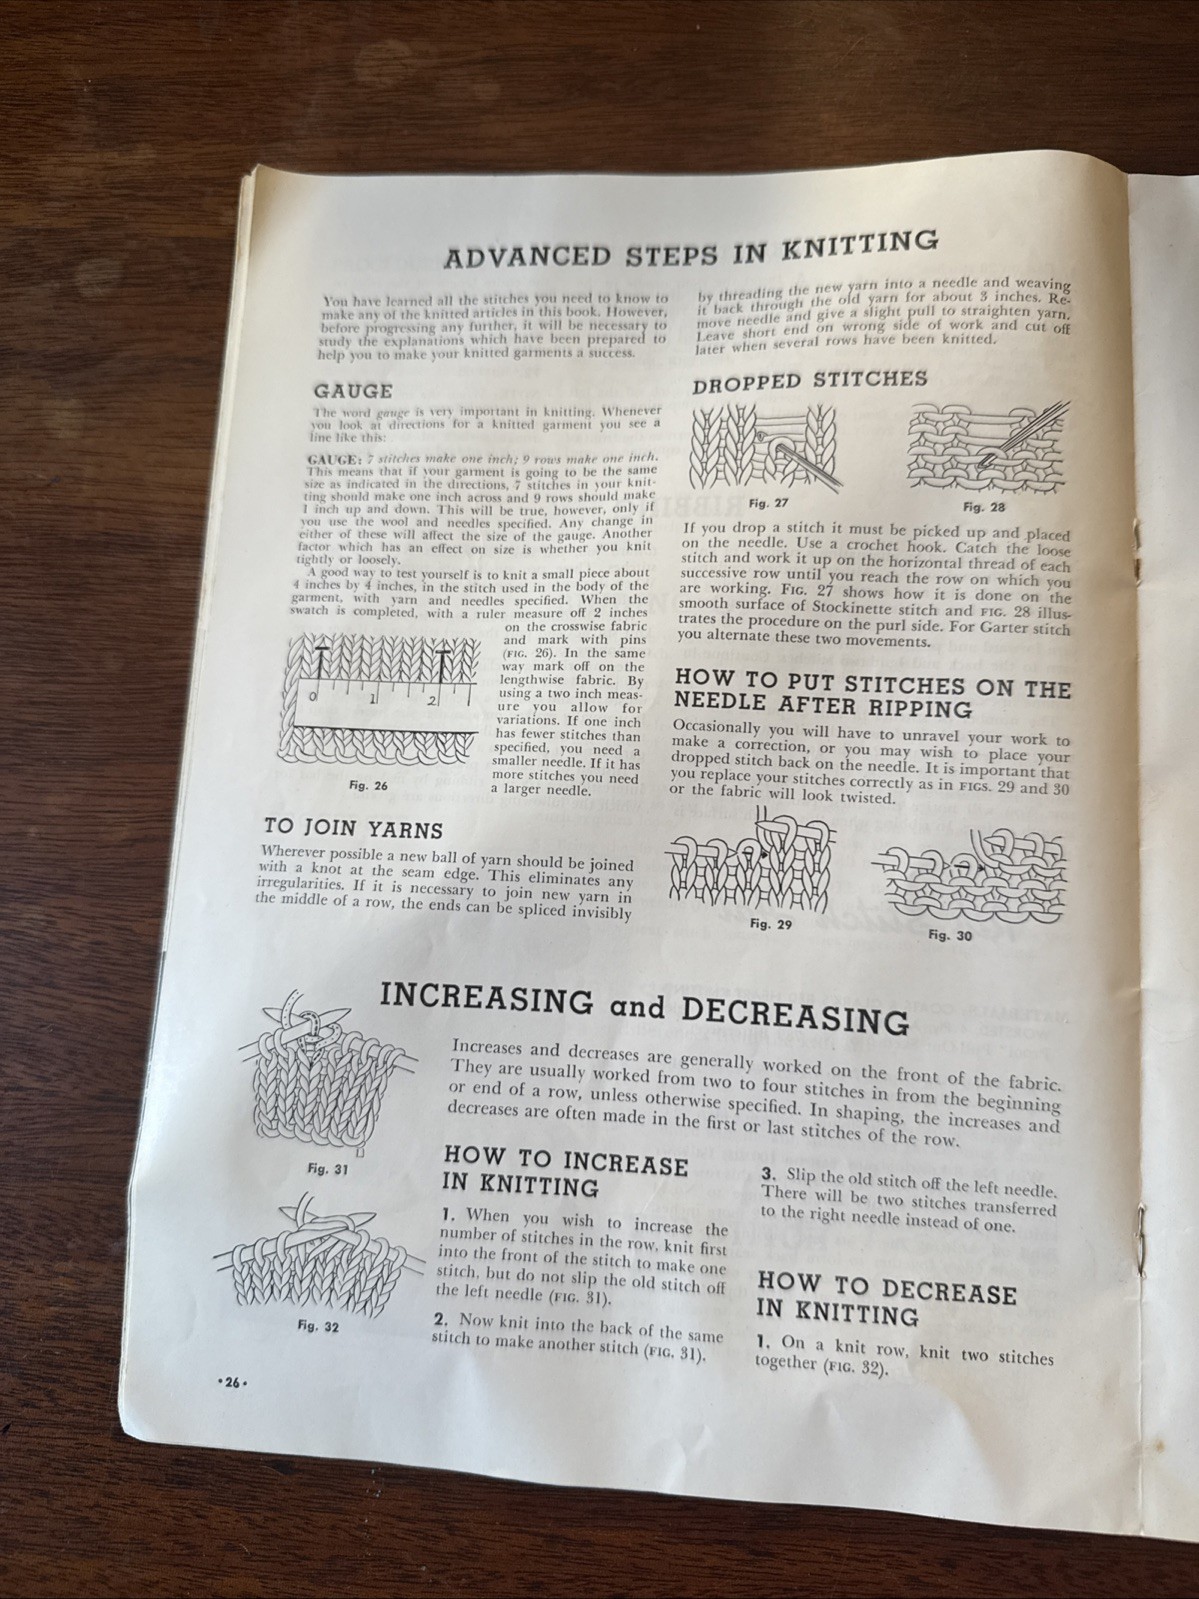 ADVANCED STEPS IN KNITTING
You have learned all the stitches you need to know to
make any of the knitted articles in this book. However,
before progressing any further, it will be necessary to
study the explanations which have been prepared to
help you to make your knitted garments a success.
GAUGE
The word gauge is very important in knitting. Whenever
you look at directions for a knitted garment you see a
line like this:
GAUGE: 7 stitches make one inch; 9 rows make one inch.
This means that if your garment is going to be the same
size as indicated in the directions, 7 stitches in your knit-
ting should make one inch across and 9 rows should make
1 inch up and down. This will be true, however, only if
you use the wool and needles specified. Any change in
either of these will affect the size of the gauge. Another
factor which has an effect on size is whether you knit
tightly or loosely.
A good way to test yourself is to knit a small piece about
4 inches by 4 inches, in the stitch used in the body of the
garment, with yarn and needles specified. When the
swatch is completed, with a ruler measure off 2 inches
on the crosswise fabric
and mark with pins
(FIG. 26). In the same
way mark off on the
lengthwise fabric. By
using a two inch meas-
ure you allow for
variations. If one inch
has fewer stitches than
specified, you need a
smaller needle. If it has
more stitches you need
a larger needle.
0 1 2
Fig. 26
TO JOIN YARNS
Wherever possible a new ball of yarn should be joined
with a knot at the seam edge. This eliminates any
irregularities. If it is necessary to join new yarn in
the middle of a row, the ends can be spliced invisibly
by threading the new yarn into a needle and weaving
it back through the old yarn for about 3 inches. Re-
move needle and give a slight pull to straighten yarn.
Leave short end on wrong side of work and cut off
later when several rows have been knitted.
DROPPED STITCHES
Fig. 27
Fig. 28
If you drop a stitch it must be picked up and placed
on the needle. Use a crochet hook. Catch the loose
stitch and work it up on the horizontal thread of each
successive row until you reach the row on which you
are working. FIG. 27 shows how it is done on the
smooth surface of Stockinette stitch and FIG. 28 illus-
trates the procedure on the purl side. For Garter stitch
you alternate these two movements.
HOW TO PUT STITCHES ON THE
NEEDLE AFTER RIPPING
Occasionally you will have to unravel your work to
make a correction, or you may wish to place your
dropped stitch back on the needle. It is important that
you replace your stitches correctly as in FIGS. 29 and 30
or the fabric will look twisted.
Fig. 29
Fig. 30
INCREASING and DECREASING
Increases and decreases are generally worked on the front of the fabric.
They are usually worked from two to four stitches in from the beginning
or end of a row, unless otherwise specified. In shaping, the increases and
decreases are often made in the first or last stitches of the row.
Fig. 31
Fig. 32
HOW TO INCREASE
IN KNITTING
1. When you wish to increase the
number of stitches in the row, knit first
into the front of the stitch to make one
stitch, but do not slip the old stitch off
the left needle (FIG. 31).
2. Now knit into the back of the same
stitch to make another stitch (FIG. 31).
3. Slip the old stitch off the left needle.
There will be two stitches transferred
to the right needle instead of one.
HOW TO DECREASE
IN KNITTING
1. On a knit row, knit two stitches
together (FIG. 32).
•26•